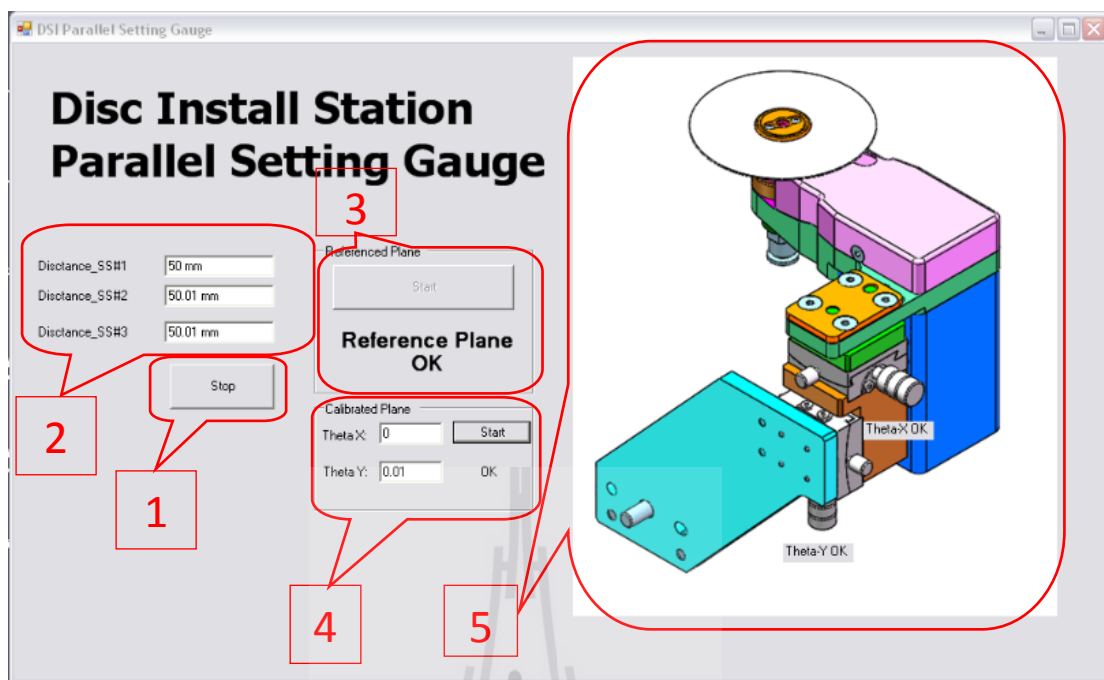 DSI Parallel Setting Gauge
Disc Install Station
Parallel Setting Gauge
3
Disctance_SS#1 50 mm
Disctance_SS#2 50.01 mm
Disctance_SS#3 50.01 mm
Stop
2
1
Referenced Plane
Start
Reference Plane
OK
Calibrated Plane
Theta X: 0 Start
Theta Y: 0.01 OK
4
5
Theta-X OK
Theta-Y OK